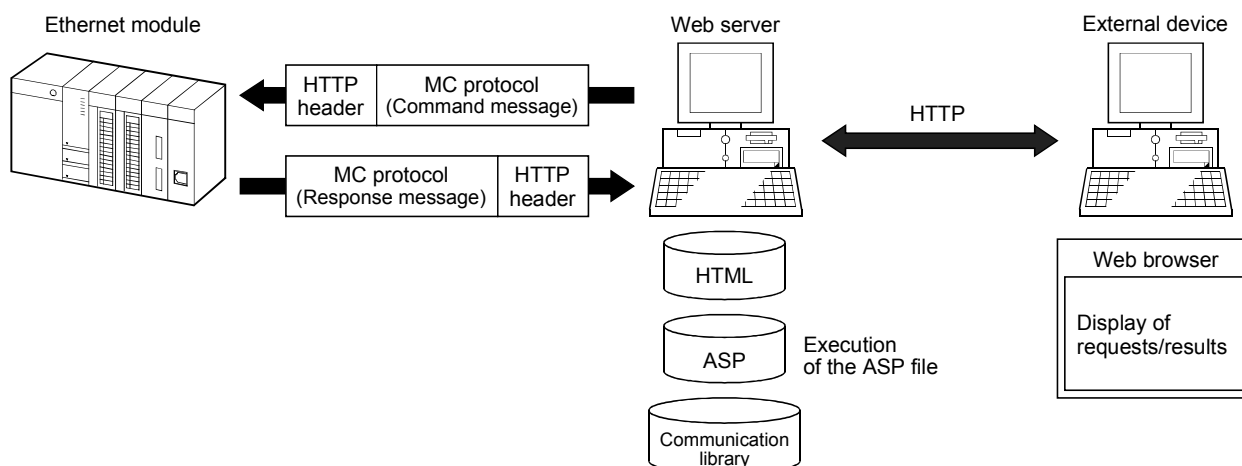 Ethernet module
Web server
External device
HTTP
header
MC protocol
(Command message)
HTTP
MC protocol
(Response message)
HTTP
header
HTML
ASP
Execution
of the ASP file
Communication
library
Web browser
Display of
requests/results